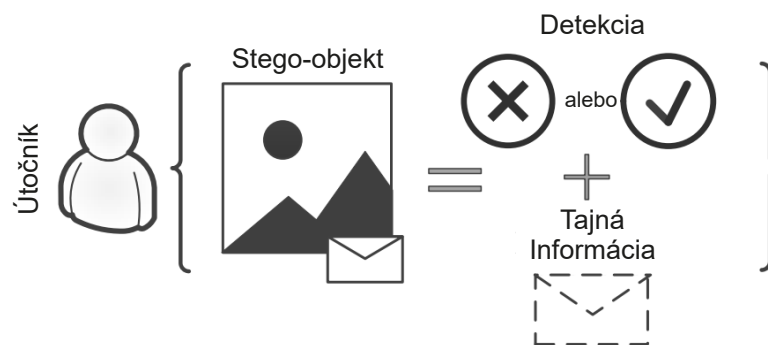 Detekcia
Stego-objekt
alebo
Útočník
Tajná
Informácia